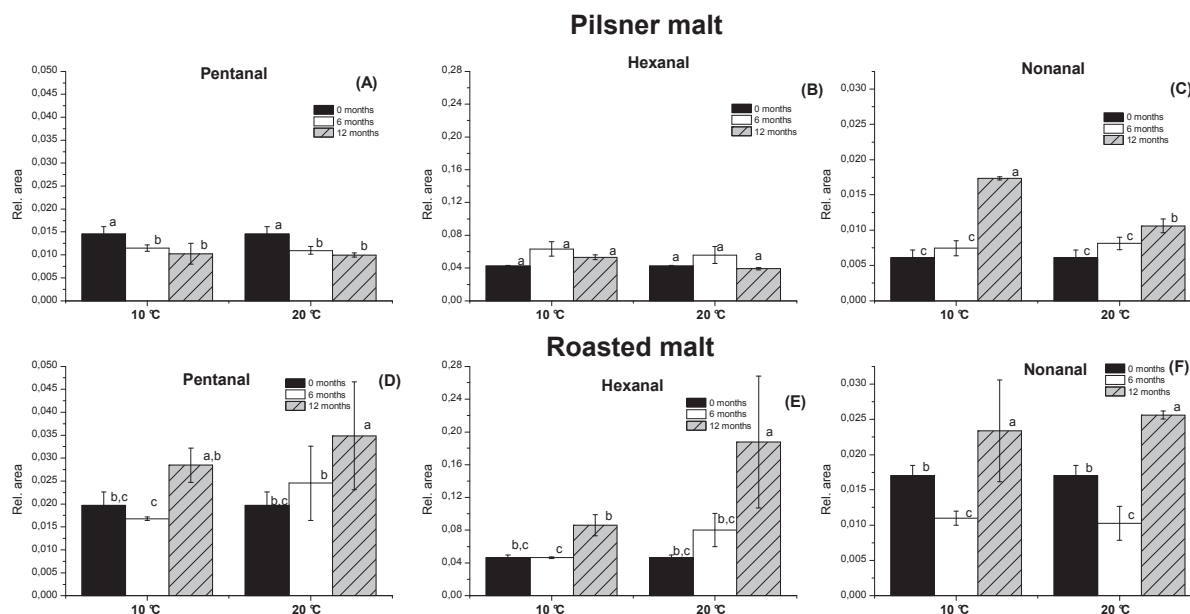 Pilsner malt
Pentanal
(A)
0 months
6 months
12 months
Rel. area
0,050
0,045
0,040
0,035
0,030
0,025
0,020
0,015
0,010
0,005
0,000
a
b
b
a
b
b
10 °C
20 °C
Hexanal
(B)
0 months
6 months
12 months
Rel. area
0,28
0,24
0,20
0,16
0,12
0,08
0,04
0,00
a
a
a
a
a
a
10 °C
20 °C
Nonanal
(C)
0 months
6 months
12 months
Rel. area
0,030
0,025
0,020
0,015
0,010
0,005
0,000
c
c
a
c
c
b
10 °C
20 °C
Roasted malt
Pentanal
(D)
0 months
6 months
12 months
Rel. area
0,050
0,045
0,040
0,035
0,030
0,025
0,020
0,015
0,010
0,005
0,000
b,c
c
a,b
b,c
b
a
10 °C
20 °C
Hexanal
(E)
0 months
6 months
12 months
Rel. area
0,28
0,24
0,20
0,16
0,12
0,08
0,04
0,00
b,c
c
b
b,c
b,c
a
10 °C
20 °C
Nonanal
(F)
0 months
6 months
12 months
Rel. area
0,030
0,025
0,020
0,015
0,010
0,005
0,000
b
c
a
b
c
a
10 °C
20 °C